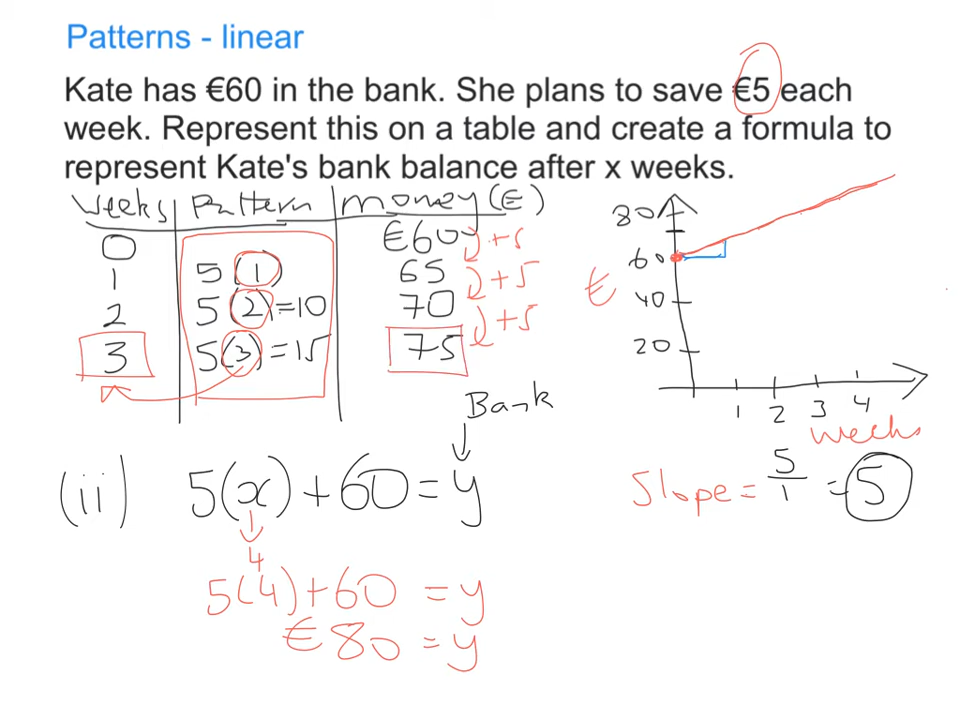 Patterns - linear
Kate has €60 in the bank. She plans to save €5 each
week. Represent this on a table and create a formula to
represent Kate's bank balance after x weeks.
weeks Pattern money (€)
0 €60
1 5(1) 65
2 5(2)=10 70
3 5(3)=15 75
+5
+5
+5
80
60
€
40
20
1 2 3 4
weeks
Bank
(ii) 5(x)+60=y
4
5(4)+60 = y
€80 = y
Slope = 5/1 = 5